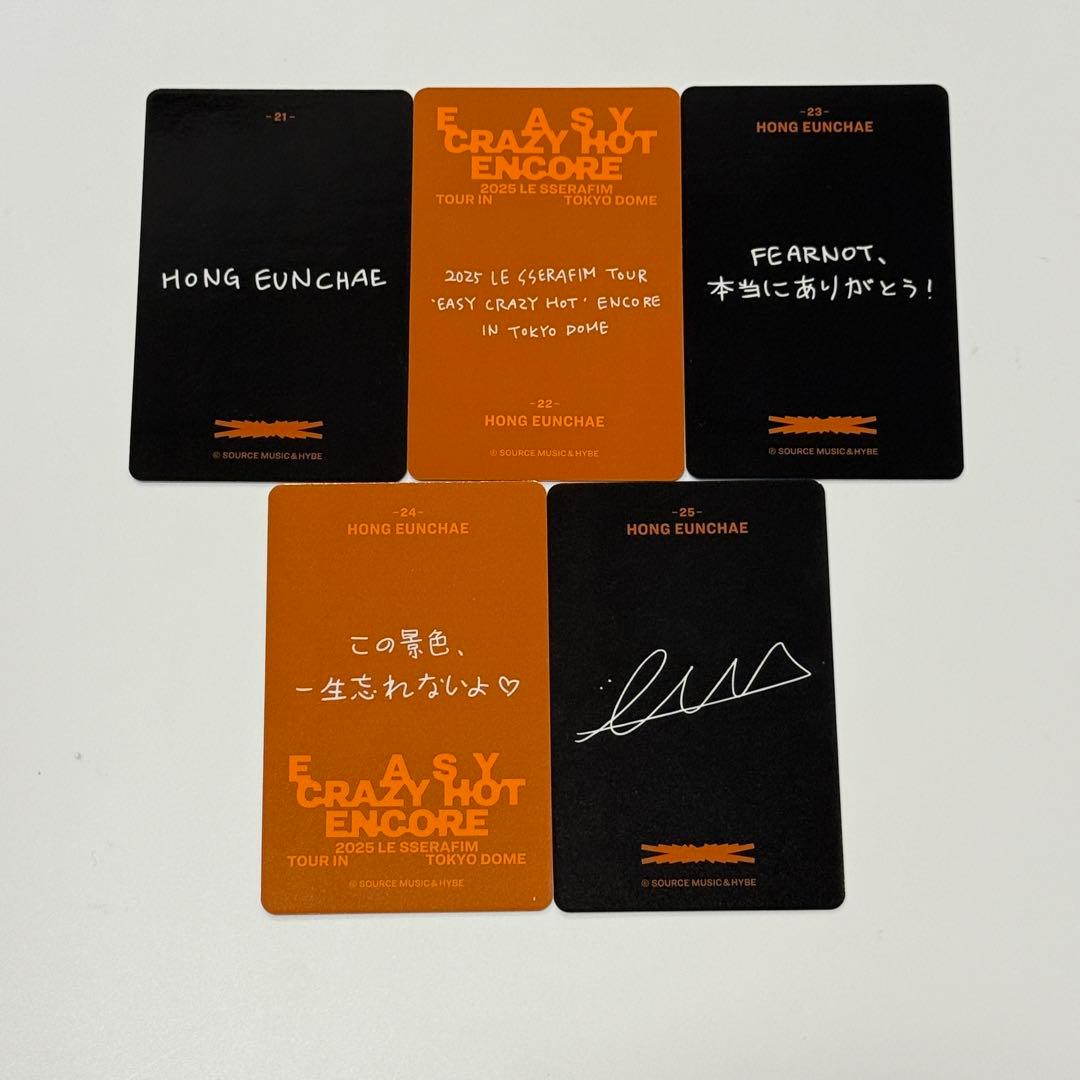 -21-
HONG EUNCHAE
© SOURCE MUSIC & HYBE
E ASY
CRAZY HOT
ENCORE
2025 LE SSERAFIM
TOUR IN TOKYO DOME
2025 LE SSERAFIM TOUR
'EASY CRAZY HOT' ENCORE
IN TOKYO DOME
-22-
HONG EUNCHAE
℗ SOURCE MUSIC & HYBE
-23-
HONG EUNCHAE
FEARNOT、
本当にありがとう!
℗ SOURCE MUSIC & HYBE
-24-
HONG EUNCHAE
この景色、
一生忘れないよ♡
E ASY
CRAZY HOT
ENCORE
2025 LE SSERAFIM
TOUR IN TOKYO DOME
© SOURCE MUSIC & HYBE
-25-
HONG EUNCHAE
© SOURCE MUSIC & HYBE